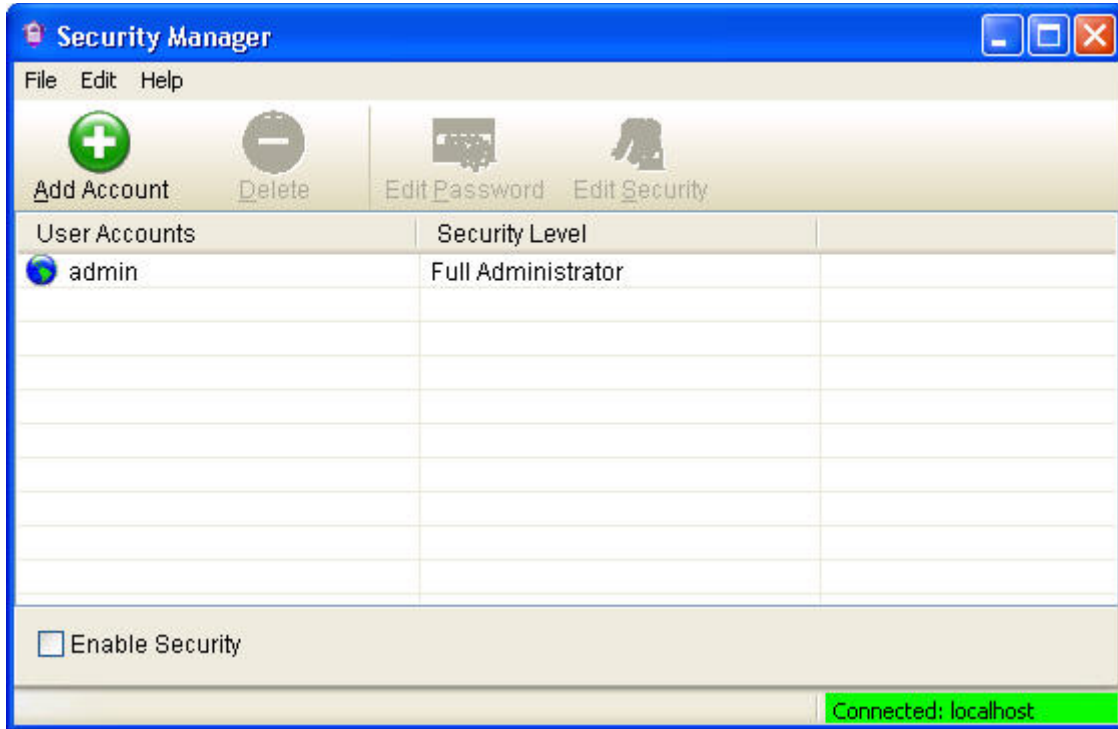 Security Manager
File Edit Help
Add Account Delete Edit Password Edit Security
User Accounts Security Level
admin Full Administrator
Enable Security
Connected: localhost